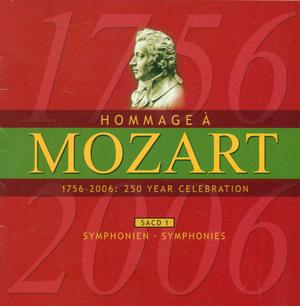 1756
HOMMAGE À
MOZART
1756-2006: 250 YEAR CELEBRATION
SACD 1
SYMPHONIEN · SYMPHONIES
2006